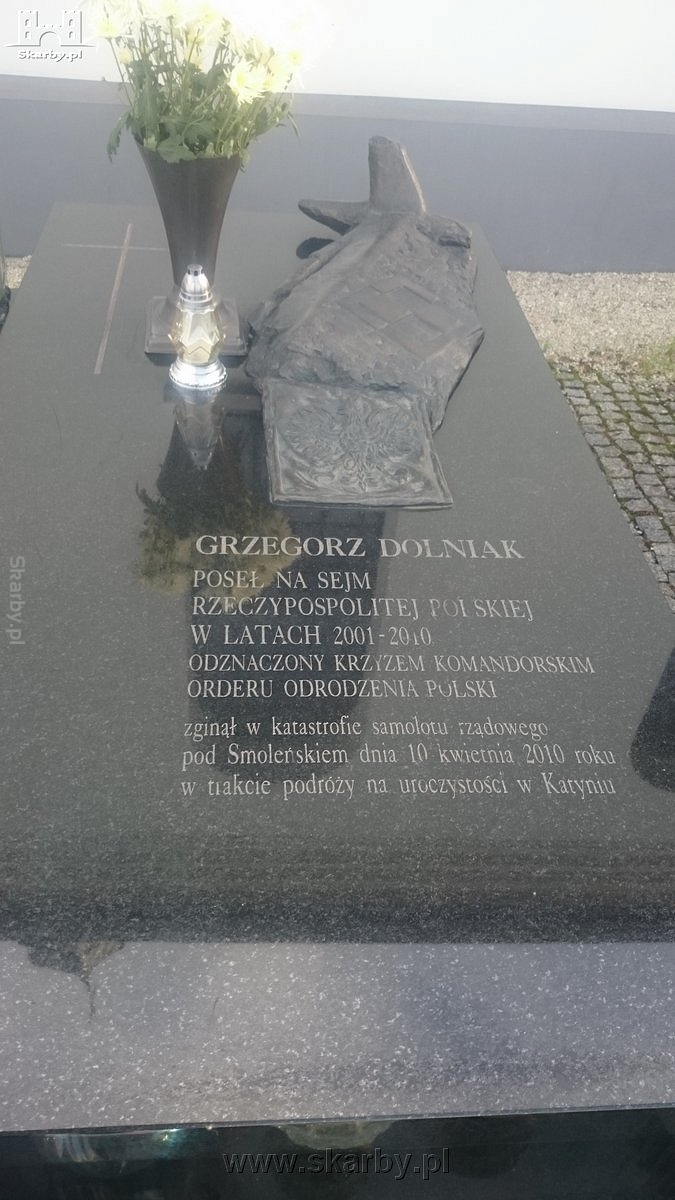 Skarby.pl
Skarby.pl
GRZEGORZ DOLNIAK
POSEŁ NA SEJM
RZECZYPOSPOLITEJ POLSKIEJ
W LATACH 2001-2010
ODZNACZONY KRZYŻEM KOMANDORSKIM
ORDERU ODRODZENIA POLSKI
zginął w katastrofie samolotu rządowego
pod Smoleńskiem dnia 10 kwietnia 2010 roku
w trakcie podróży na uroczystości w Katyniu
www.skarby.pl